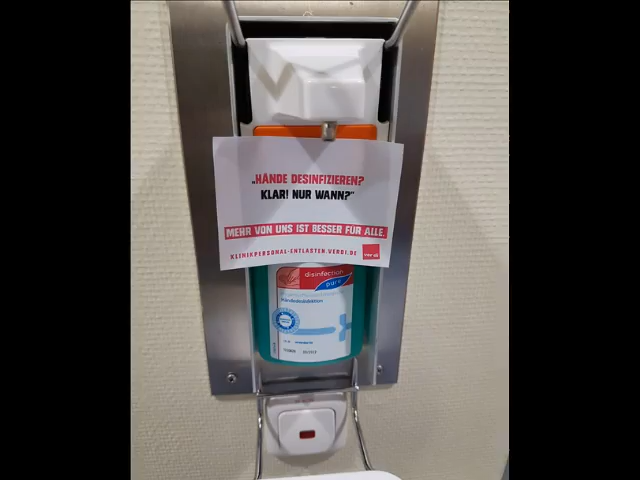 „HÄNDE DESINFIZIEREN?
KLAR! NUR WANN?"
MEHR VON UNS IST BESSER FÜR ALLE.
KLINIKPERSONAL-ENTLASTEN.VERDI.DE
ver.di
disinfection
pure
Händedesinfektion